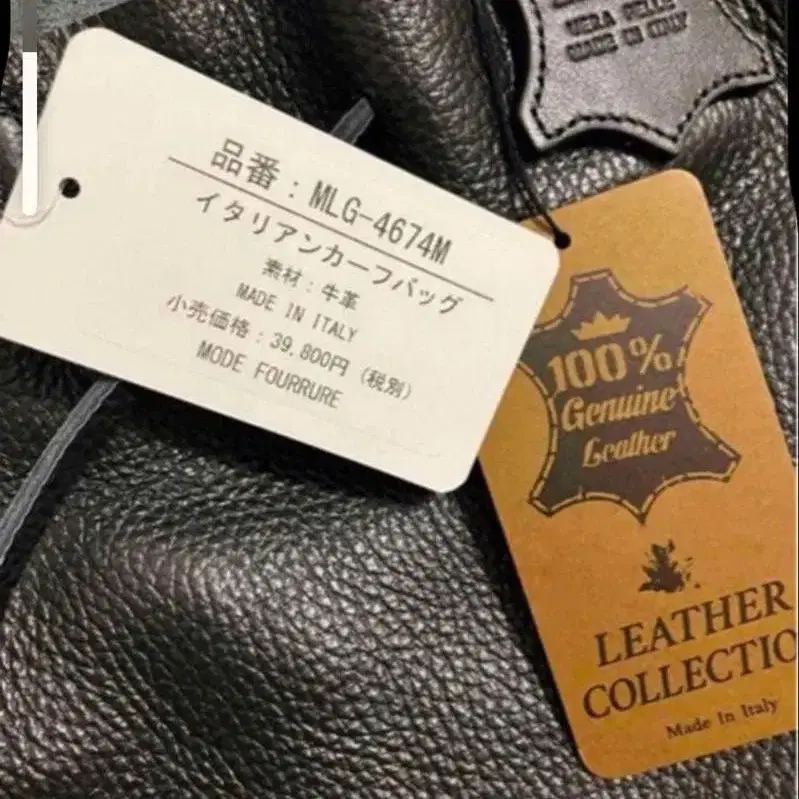 VERA PELLE
MADE IN ITALY
品番：MLG-4674M
イタリアンカーフバッグ
素材：牛革
MADE IN ITALY
小売価格：39,800円（税別）
MODE FOURRURE
100%
Genuine
Leather
LEATHER
COLLECTIO
Made In Italy